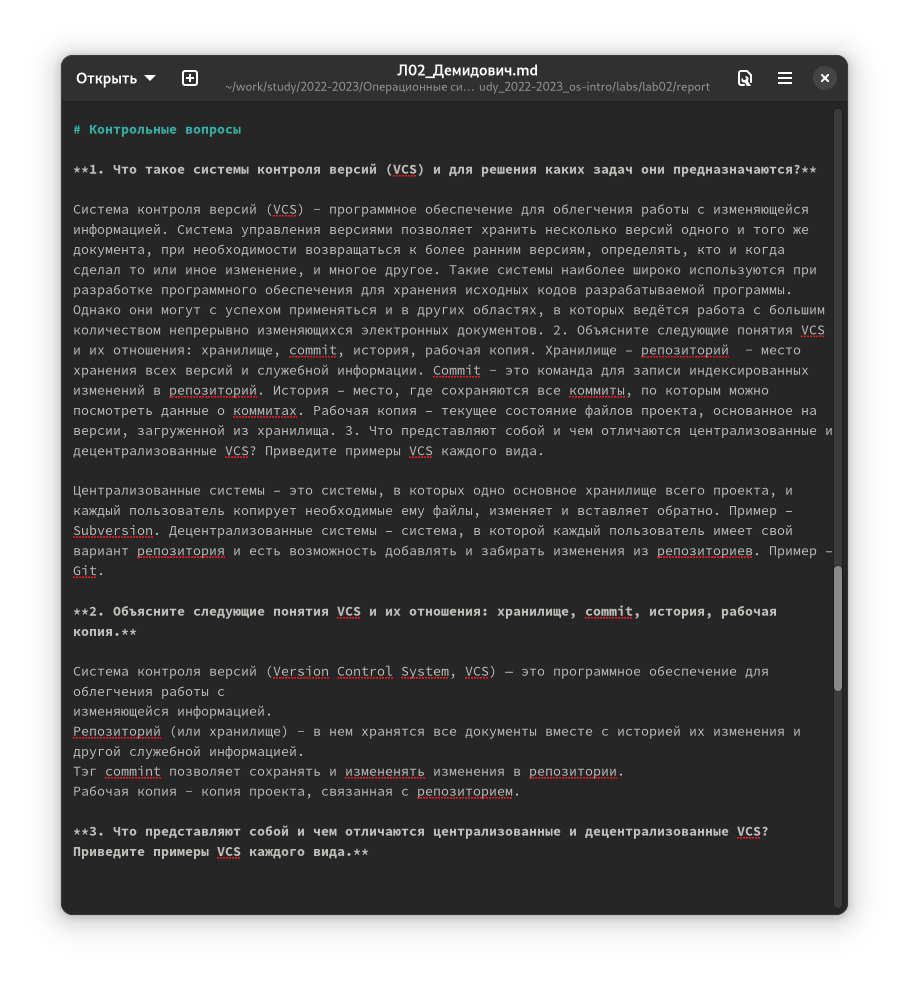 Открыть
Л02_Демидович.md
~/work/study/2022-2023/Операционные си… udy_2022-2023_os-intro/labs/lab02/report
# Контрольные вопросы
**1. Что такое системы контроля версий (VCS) и для решения каких задач они предназначаются?**
Система контроля версий (VCS) – программное обеспечение для облегчения работы с изменяющейся
информацией. Система управления версиями позволяет хранить несколько версий одного и того же
документа, при необходимости возвращаться к более ранним версиям, определять, кто и когда
сделал то или иное изменение, и многое другое. Такие системы наиболее широко используются при
разработке программного обеспечения для хранения исходных кодов разрабатываемой программы.
Однако они могут с успехом применяться и в других областях, в которых ведётся работа с большим
количеством непрерывно изменяющихся электронных документов. 2. Объясните следующие понятия VCS
и их отношения: хранилище, commit, история, рабочая копия. Хранилище – репозиторий  – место
хранения всех версий и служебной информации. Commit – это команда для записи индексированных
изменений в репозиторий. История – место, где сохраняются все коммиты, по которым можно
посмотреть данные о коммитах. Рабочая копия – текущее состояние файлов проекта, основанное на
версии, загруженной из хранилища. 3. Что представляют собой и чем отличаются централизованные и
децентрализованные VCS? Приведите примеры VCS каждого вида.
Централизованные системы – это системы, в которых одно основное хранилище всего проекта, и
каждый пользователь копирует необходимые ему файлы, изменяет и вставляет обратно. Пример –
Subversion. Децентрализованные системы – система, в которой каждый пользователь имеет свой
вариант репозитория и есть возможность добавлять и забирать изменения из репозиториев. Пример –
Git.
**2. Объясните следующие понятия VCS и их отношения: хранилище, commit, история, рабочая
копия.**
Система контроля версий (Version Control System, VCS) — это программное обеспечение для
облегчения работы с
изменяющейся информацией.
Репозиторий (или хранилище) – в нем хранятся все документы вместе с историей их изменения и
другой служебной информацией.
Тэг commint позволяет сохранять и измененять изменения в репозитории.
Рабочая копия – копия проекта, связанная с репозиторием.
**3. Что представляют собой и чем отличаются централизованные и децентрализованные VCS?
Приведите примеры VCS каждого вида.**